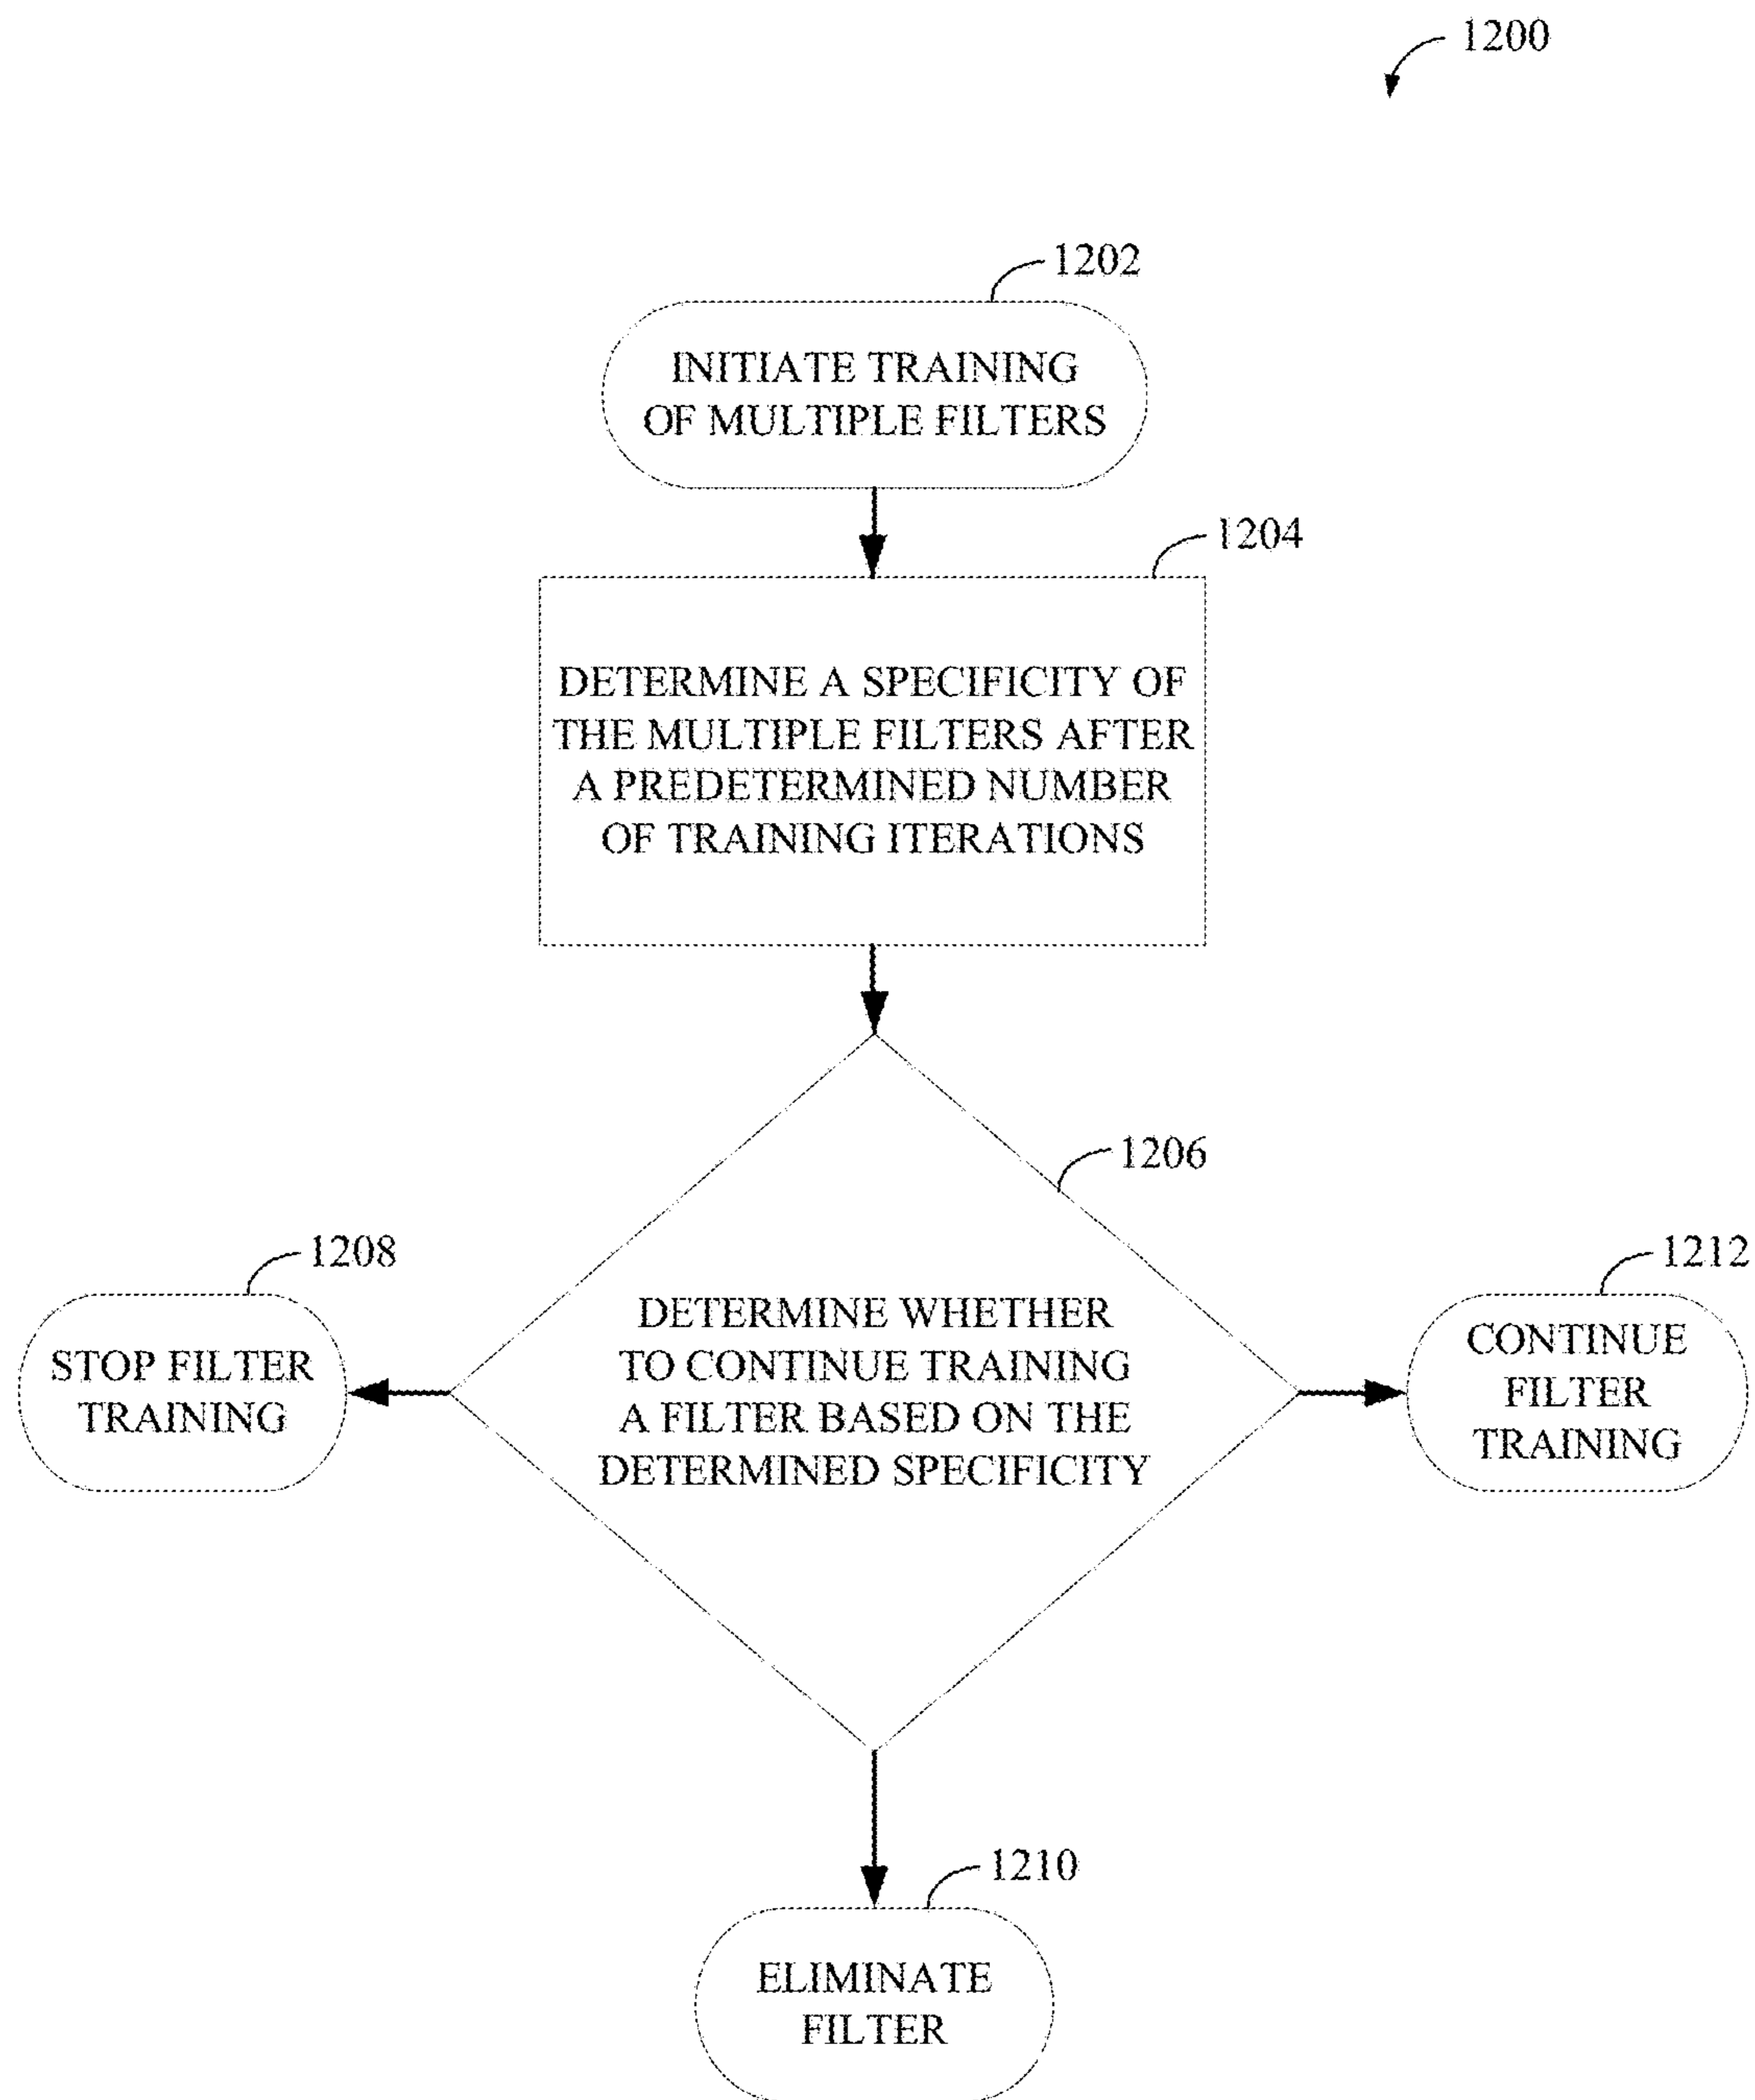 1200
1202
INITIATE TRAINING
OF MULTIPLE FILTERS
1204
DETERMINE A SPECIFICITY OF
THE MULTIPLE FILTERS AFTER
A PREDETERMINED NUMBER
OF TRAINING ITERATIONS
1206
DETERMINE WHETHER
TO CONTINUE TRAINING
A FILTER BASED ON THE
DETERMINED SPECIFICITY
1208
STOP FILTER
TRAINING
1212
CONTINUE
FILTER
TRAINING
1210
ELIMINATE
FILTER